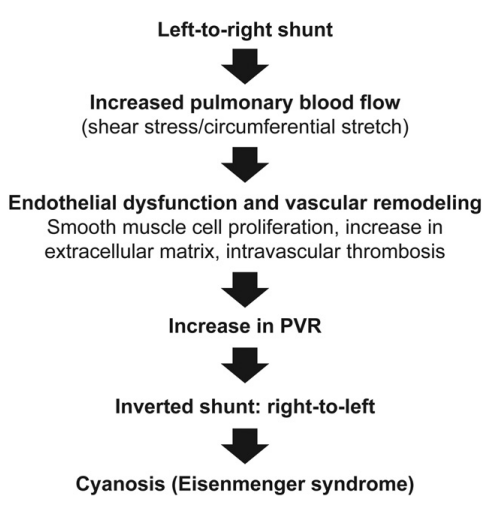 Left-to-right shunt
Increased pulmonary blood flow
(shear stress/circumferential stretch)
Endothelial dysfunction and vascular remodeling
Smooth muscle cell proliferation, increase in
extracellular matrix, intravascular thrombosis
Increase in PVR
Inverted shunt: right-to-left
Cyanosis (Eisenmenger syndrome)